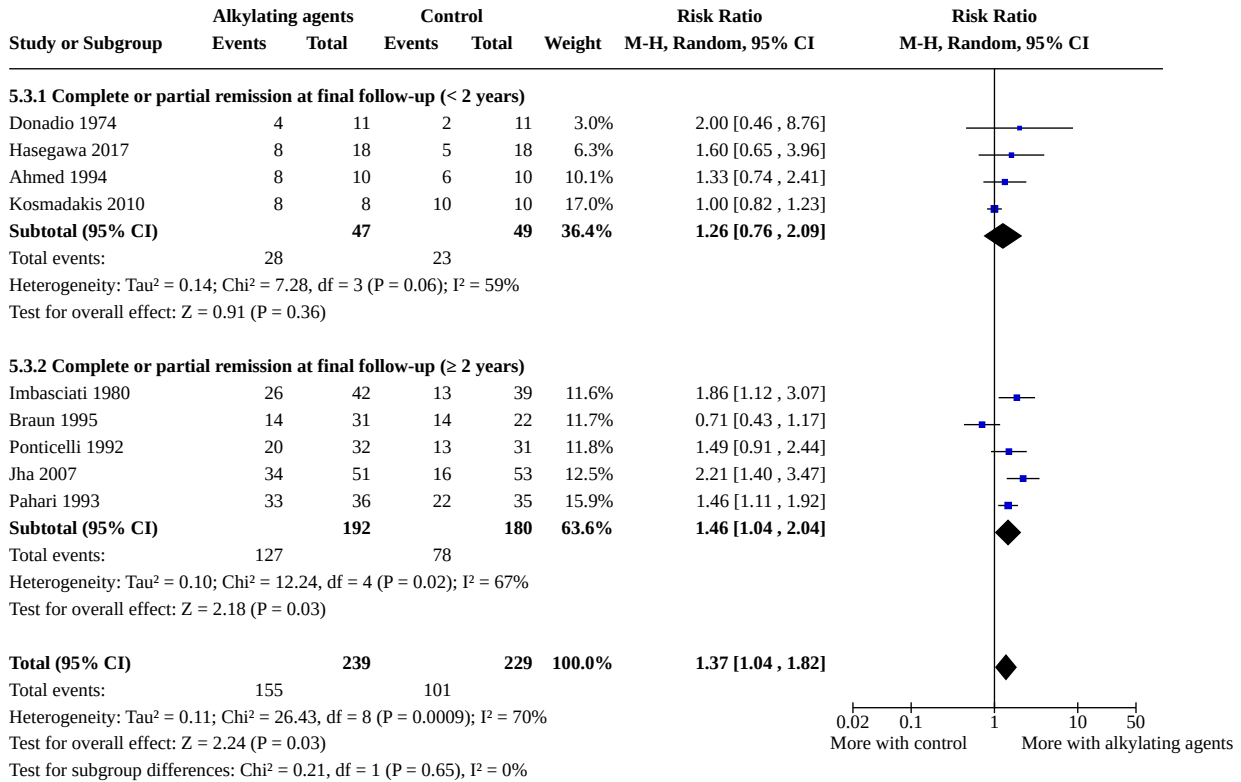 Alkylating agents Control Risk Ratio Risk Ratio
Study or Subgroup Events Total Events Total Weight M-H, Random, 95% CI M-H, Random, 95% CI
5.3.1 Complete or partial remission at final follow-up (< 2 years)
Donadio 1974 4 11 2 11 3.0% 2.00 [0.46 , 8.76]
Hasegawa 2017 8 18 5 18 6.3% 1.60 [0.65 , 3.96]
Ahmed 1994 8 10 6 10 10.1% 1.33 [0.74 , 2.41]
Kosmadakis 2010 8 8 10 10 17.0% 1.00 [0.82 , 1.23]
Subtotal (95% CI) 47 49 36.4% 1.26 [0.76 , 2.09]
Total events: 28 23
Heterogeneity: Tau² = 0.14; Chi² = 7.28, df = 3 (P = 0.06); I² = 59%
Test for overall effect: Z = 0.91 (P = 0.36)
5.3.2 Complete or partial remission at final follow-up (≥ 2 years)
Imbasciati 1980 26 42 13 39 11.6% 1.86 [1.12 , 3.07]
Braun 1995 14 31 14 22 11.7% 0.71 [0.43 , 1.17]
Ponticelli 1992 20 32 13 31 11.8% 1.49 [0.91 , 2.44]
Jha 2007 34 51 16 53 12.5% 2.21 [1.40 , 3.47]
Pahari 1993 33 36 22 35 15.9% 1.46 [1.11 , 1.92]
Subtotal (95% CI) 192 180 63.6% 1.46 [1.04 , 2.04]
Total events: 127 78
Heterogeneity: Tau² = 0.10; Chi² = 12.24, df = 4 (P = 0.02); I² = 67%
Test for overall effect: Z = 2.18 (P = 0.03)
Total (95% CI) 239 229 100.0% 1.37 [1.04 , 1.82]
Total events: 155 101
Heterogeneity: Tau² = 0.11; Chi² = 26.43, df = 8 (P = 0.0009); I² = 70%
Test for overall effect: Z = 2.24 (P = 0.03)
Test for subgroup differences: Chi² = 0.21, df = 1 (P = 0.65), I² = 0%
0.02 0.1 1 10 50
More with control More with alkylating agents